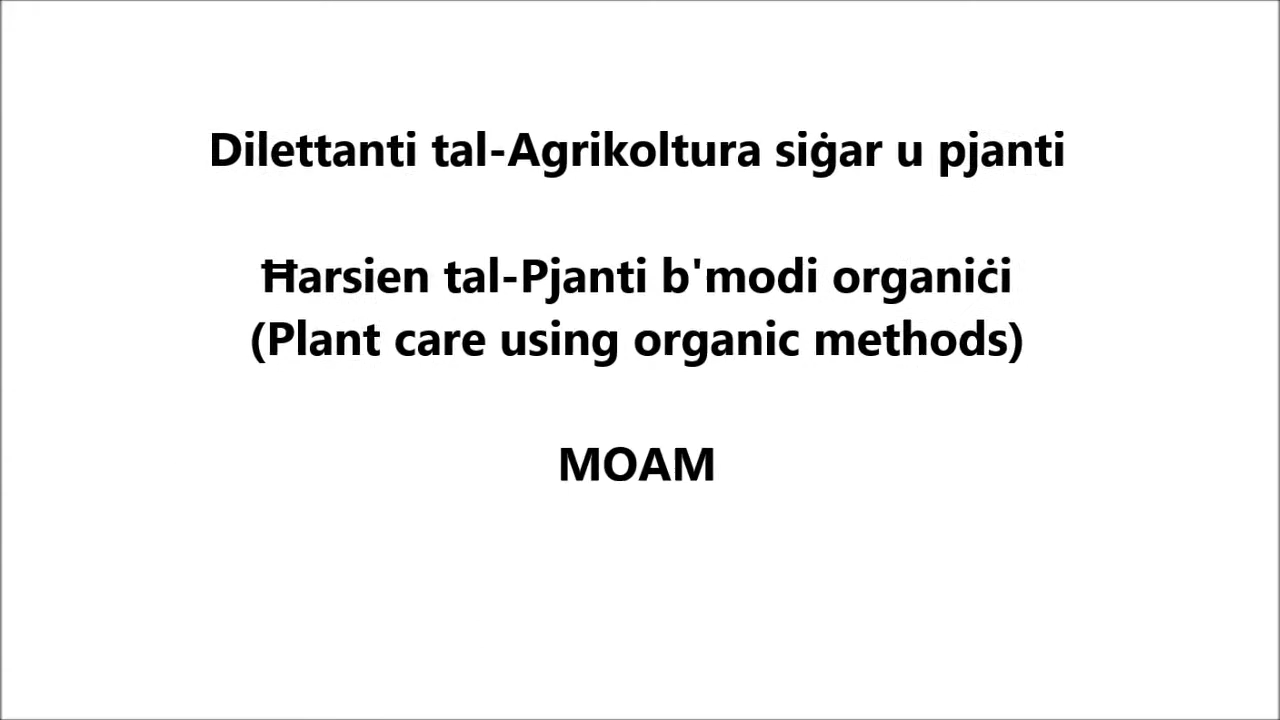 Dilettanti tal-Agrikoltura siġar u pjanti
Ħarsien tal-Pjanti b'modi organiċi
(Plant care using organic methods)
MOAM